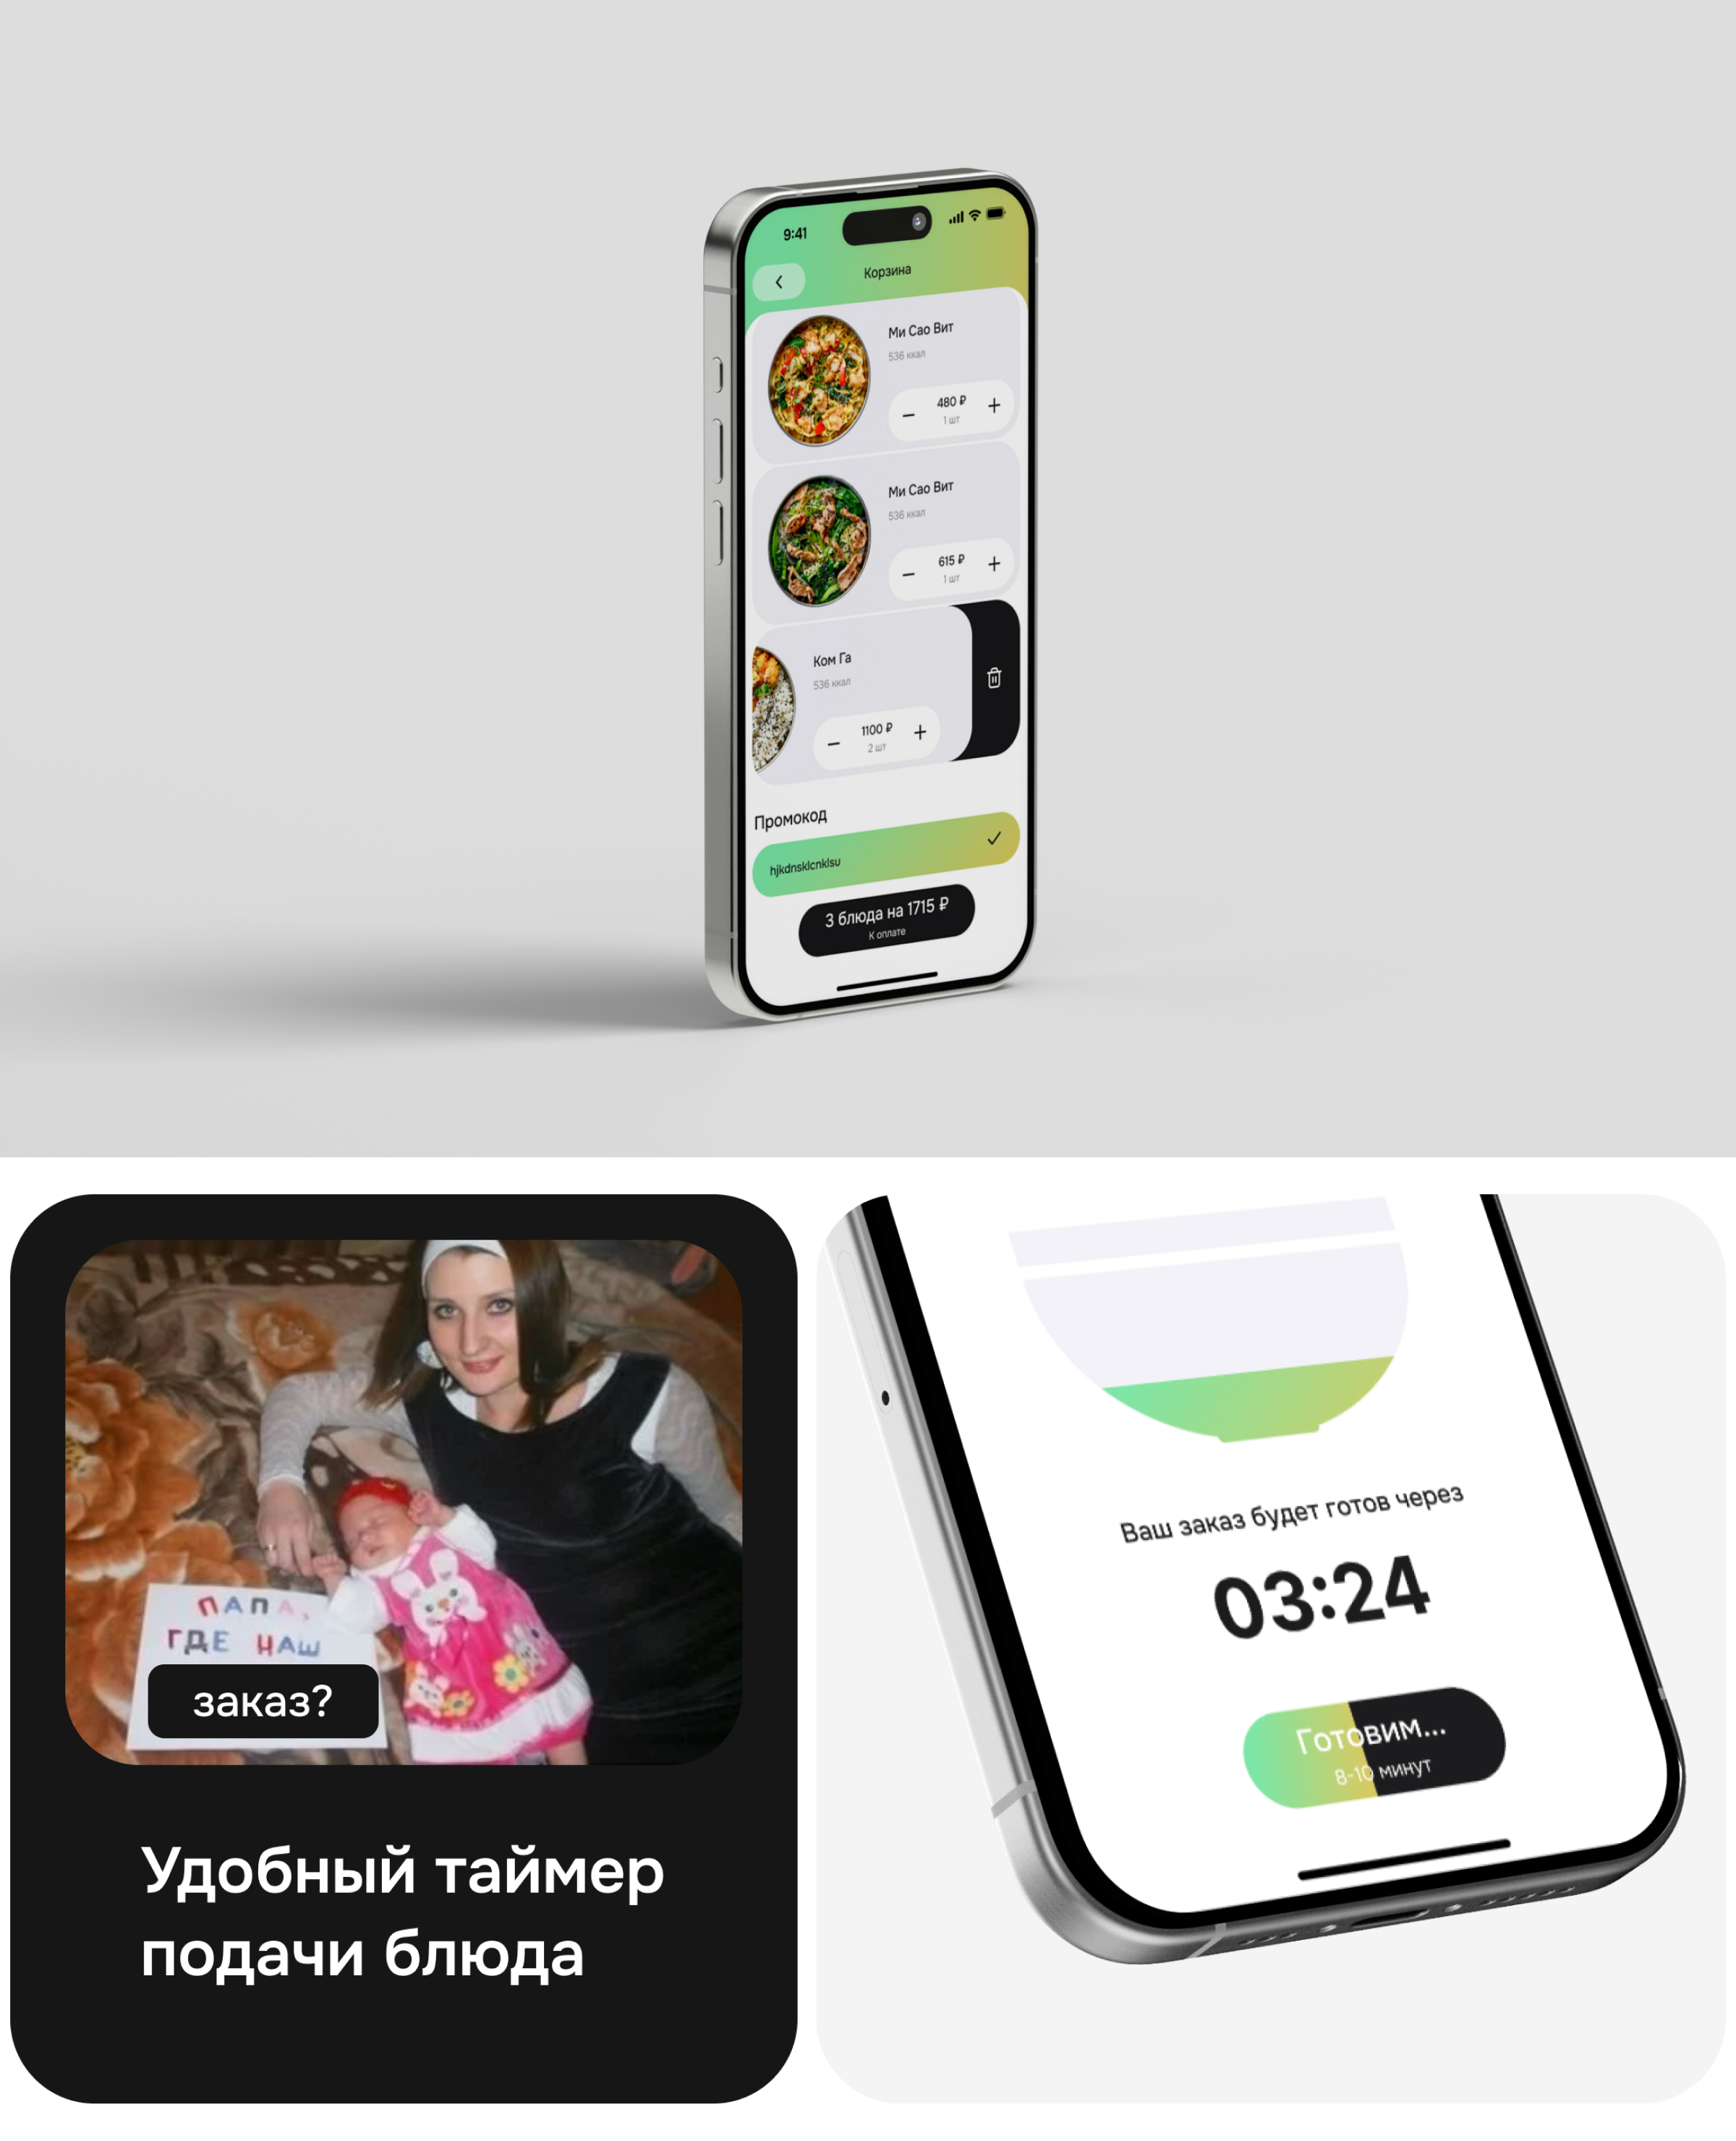 9:41
Корзина
Ми Сао Вит
536 ккал
480 ₽
1 шт
Ми Сао Вит
536 ккал
615 ₽
1 шт
Ком Га
536 ккал
1100 ₽
2 шт
Промокод
hjkdnsklcnklsu
3 блюда на 1715 ₽
К оплате
ПАПА,
ГДЕ НАШ
заказ?
Удобный таймер
подачи блюда
Ваш заказ будет готов через
03:24
Готовим...
8-10 минут